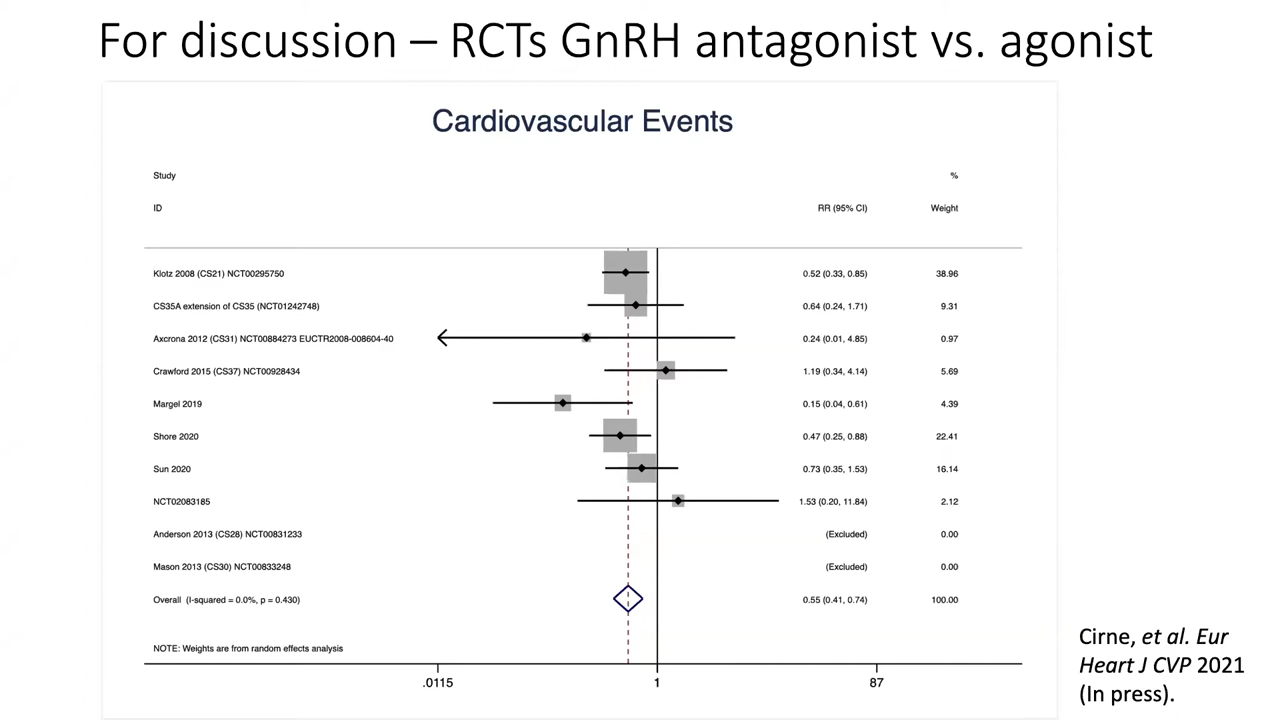 For discussion – RCTs GnRH antagonist vs. agonist
Cardiovascular Events
Study %
ID RR (95% CI) Weight
Klotz 2008 (CS21) NCT00295750 0.52 (0.33, 0.85) 38.96
CS35A extension of CS35 (NCT01242748) 0.64 (0.24, 1.71) 9.31
Axcrona 2012 (CS31) NCT00884273 EUCTR2008-008604-40 0.24 (0.01, 4.85) 0.97
Crawford 2015 (CS37) NCT00928434 1.19 (0.34, 4.14) 5.69
Margel 2019 0.15 (0.04, 0.61) 4.39
Shore 2020 0.47 (0.25, 0.88) 22.41
Sun 2020 0.73 (0.35, 1.53) 16.14
NCT02083185 1.53 (0.20, 11.84) 2.12
Anderson 2013 (CS28) NCT00831233 (Excluded) 0.00
Mason 2013 (CS30) NCT00833248 (Excluded) 0.00
Overall (I-squared = 0.0%, p = 0.430) 0.55 (0.41, 0.74) 100.00
NOTE: Weights are from random effects analysis
.0115 1 87
Cirne, et al. Eur
Heart J CVP 2021
(In press).